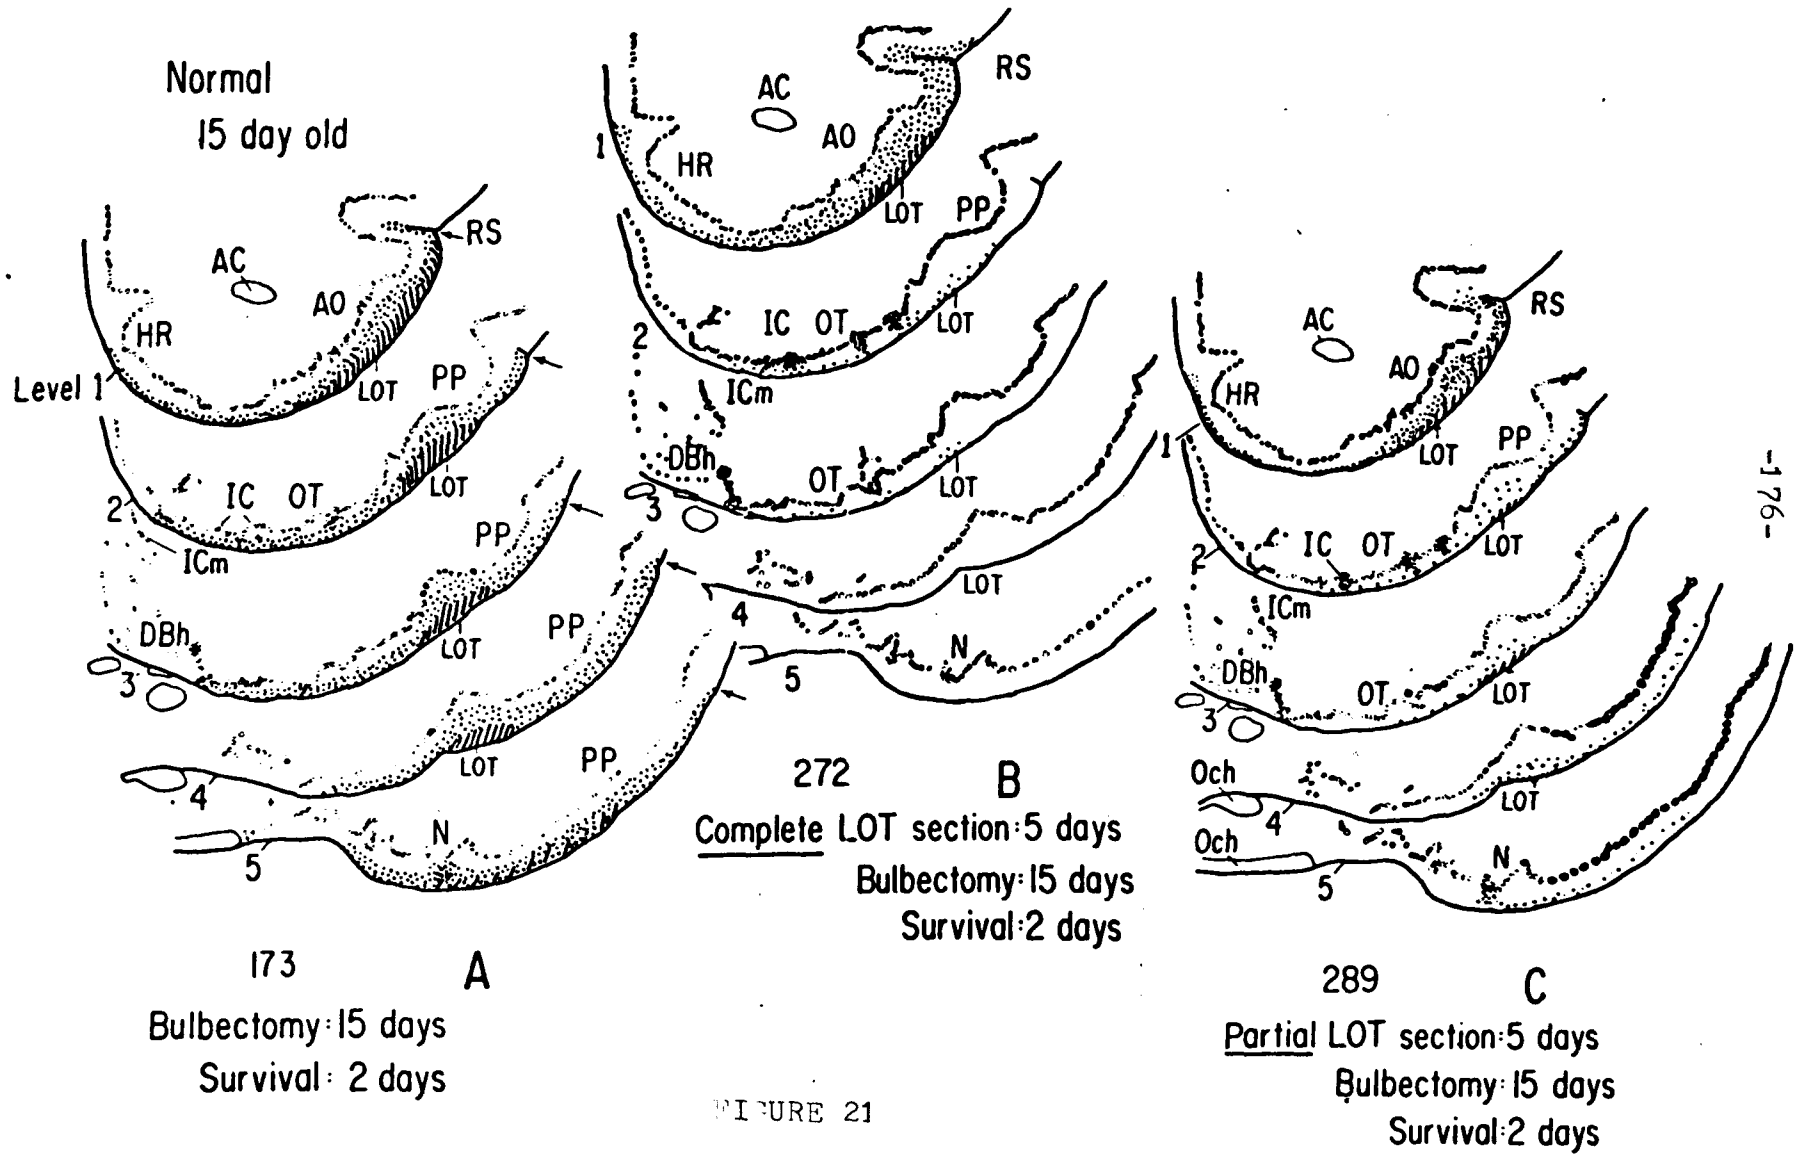 Normal
15 day old
RS
AC
AO
HR
Level 1
LOT
PP
2
IC OT
LOT
ICm
PP
DBh
3
LOT
PP
4
LOT
PP
N
5
173 A
Bulbectomy: 15 days
Survival: 2 days
RS
AC
AO
1
HR
LOT
PP
2
IC OT
LOT
ICm
DBh
OT
3
LOT
4
LOT
N
5
272 B
Complete LOT section: 5 days
Bulbectomy: 15 days
Survival: 2 days
RS
AC
AO
HR
1
LOT
PP
2
IC OT
LOT
ICm
DBh
OT
3
LOT
Och
4
LOT
Och
N
5
289 C
Partial LOT section: 5 days
Bulbectomy: 15 days
Survival: 2 days
-176-
FIGURE 21